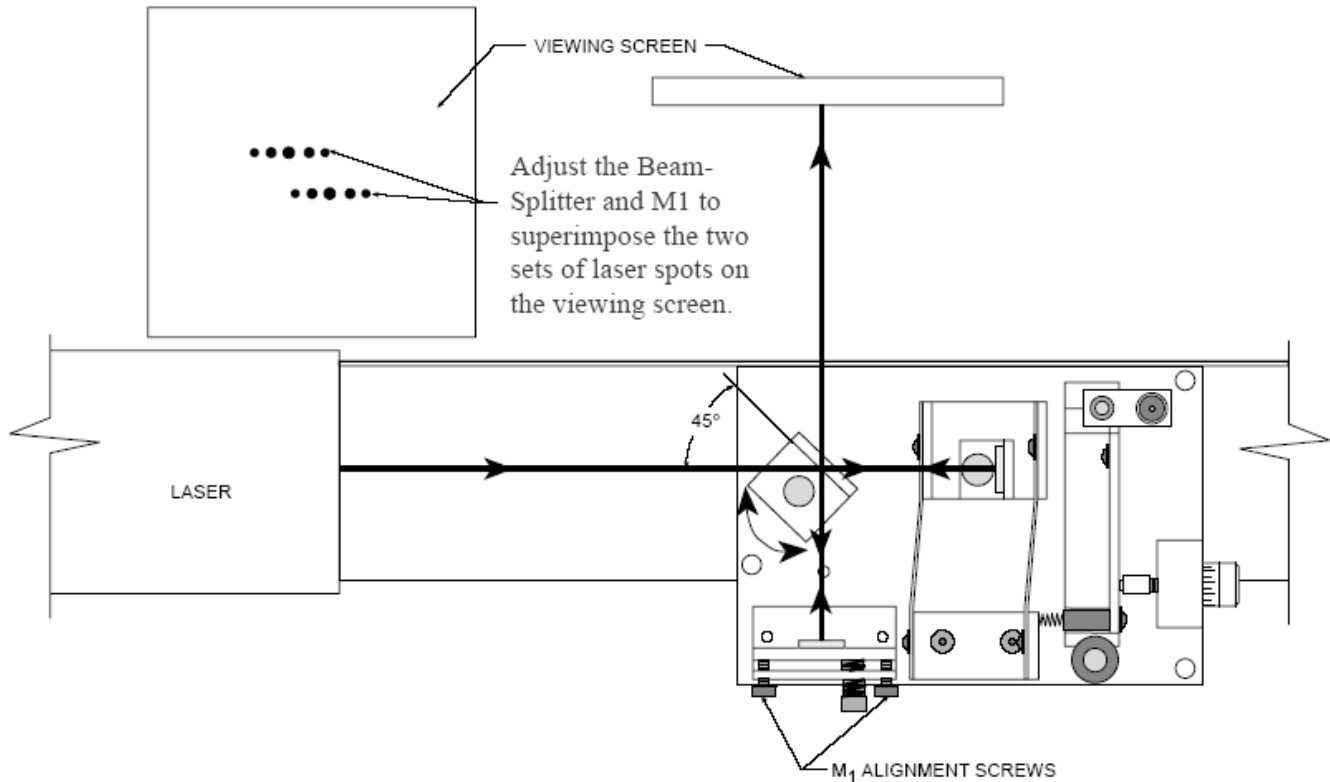 VIEWING SCREEN
Adjust the Beam-
Splitter and M1 to
superimpose the two
sets of laser spots on
the viewing screen.
45º
LASER
M1 ALIGNMENT SCREWS